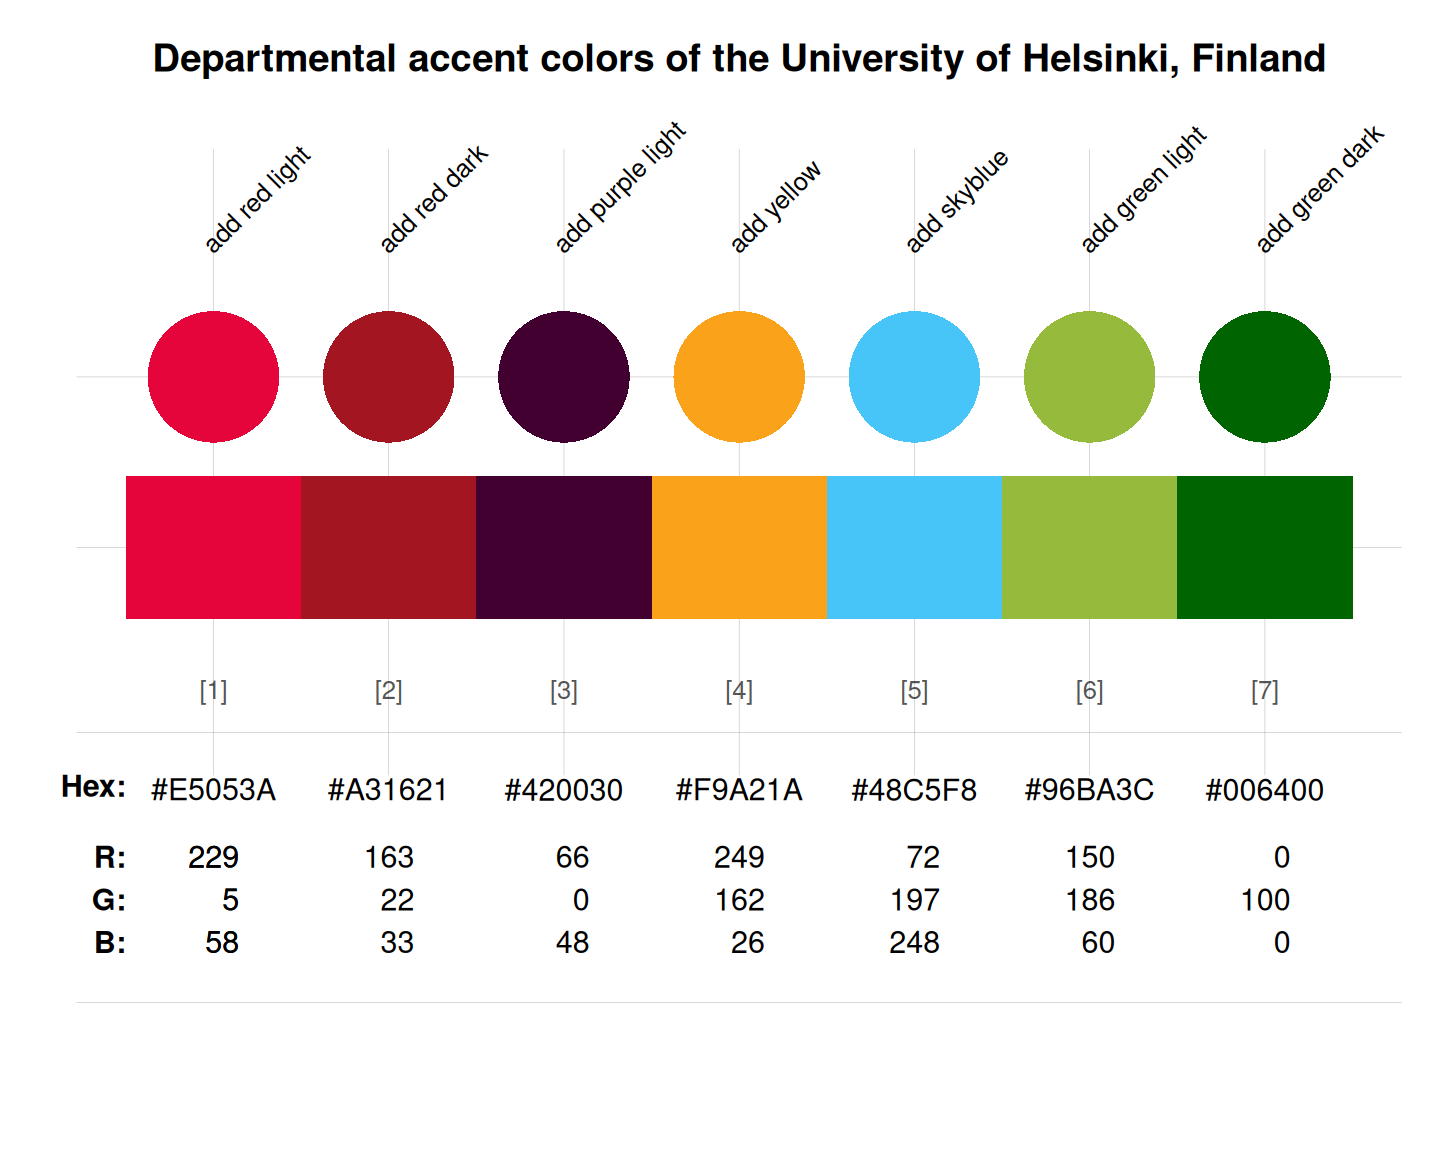 Departmental accent colors of the University of Helsinki, Finland
add red light
add red dark
add purple light
add yellow
add skyblue
add green light
add green dark
[1] [2] [3] [4] [5] [6] [7]
Hex: #E5053A #A31621 #420030 #F9A21A #48C5F8 #96BA3C #006400
R: 229 163 66 249 72 150 0
G: 5 22 0 162 197 186 100
B: 58 33 48 26 248 60 0